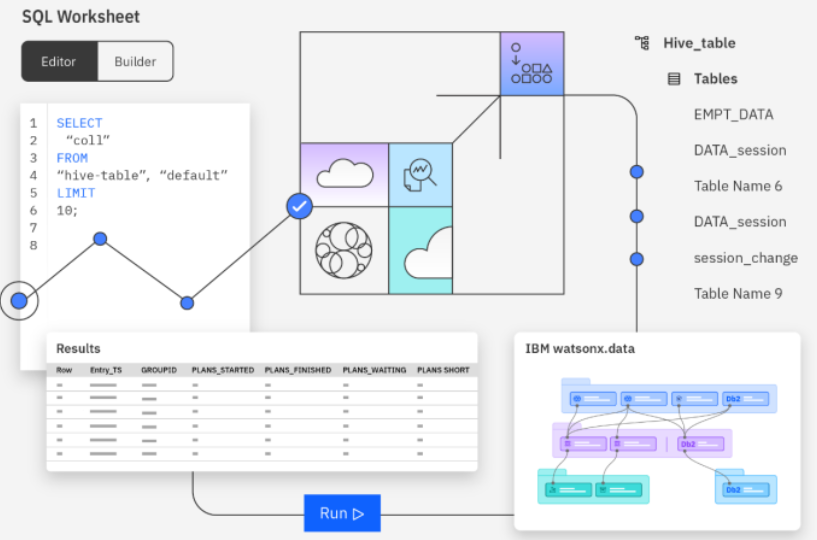 SQL Worksheet
Editor
Builder
1 SELECT
2 “coll”
3 FROM
4 “hive-table”, “default”
5 LIMIT
6 10;
7
8
Hive_table
Tables
EMPT_DATA
DATA_session
Table Name 6
DATA_session
session_change
Table Name 9
Results
Row Entry_TS GROUPID PLANS_STARTED PLANS_FINISHED PLANS_WAITING PLANS SHORT
Run
IBM watsonx.data
Db2
Db2
Db2